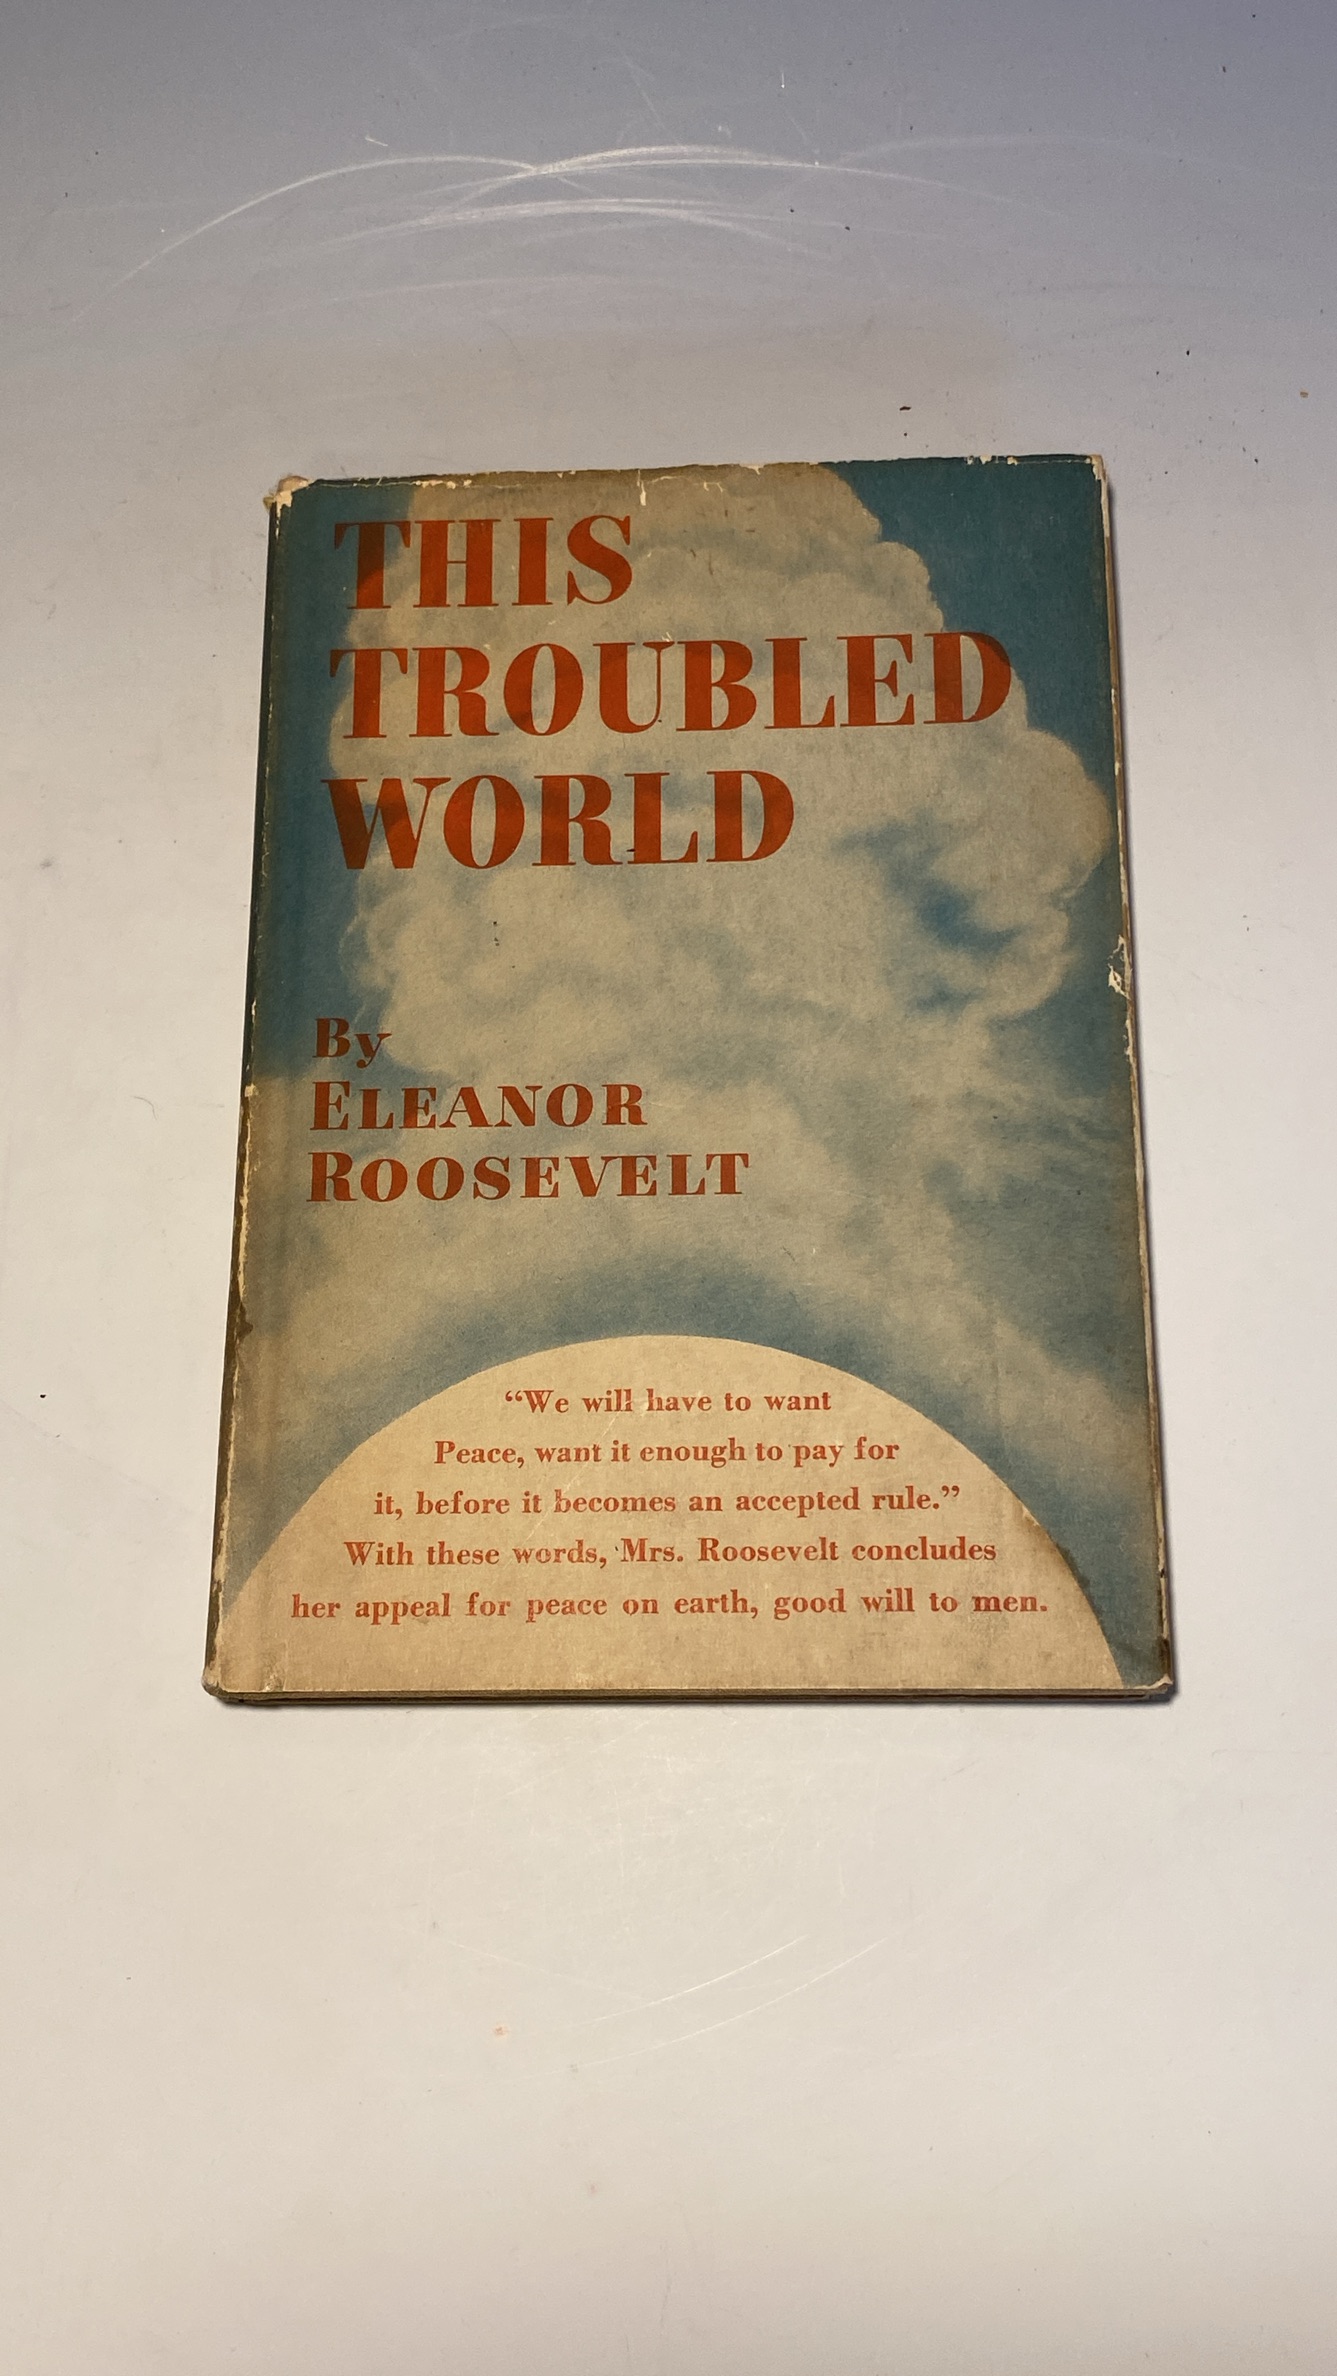 THIS
TROUBLED
WORLD
By
ELEANOR
ROOSEVELT
“We will have to want
Peace, want it enough to pay for
it, before it becomes an accepted rule.”
With these words, Mrs. Roosevelt concludes
her appeal for peace on earth, good will to men.